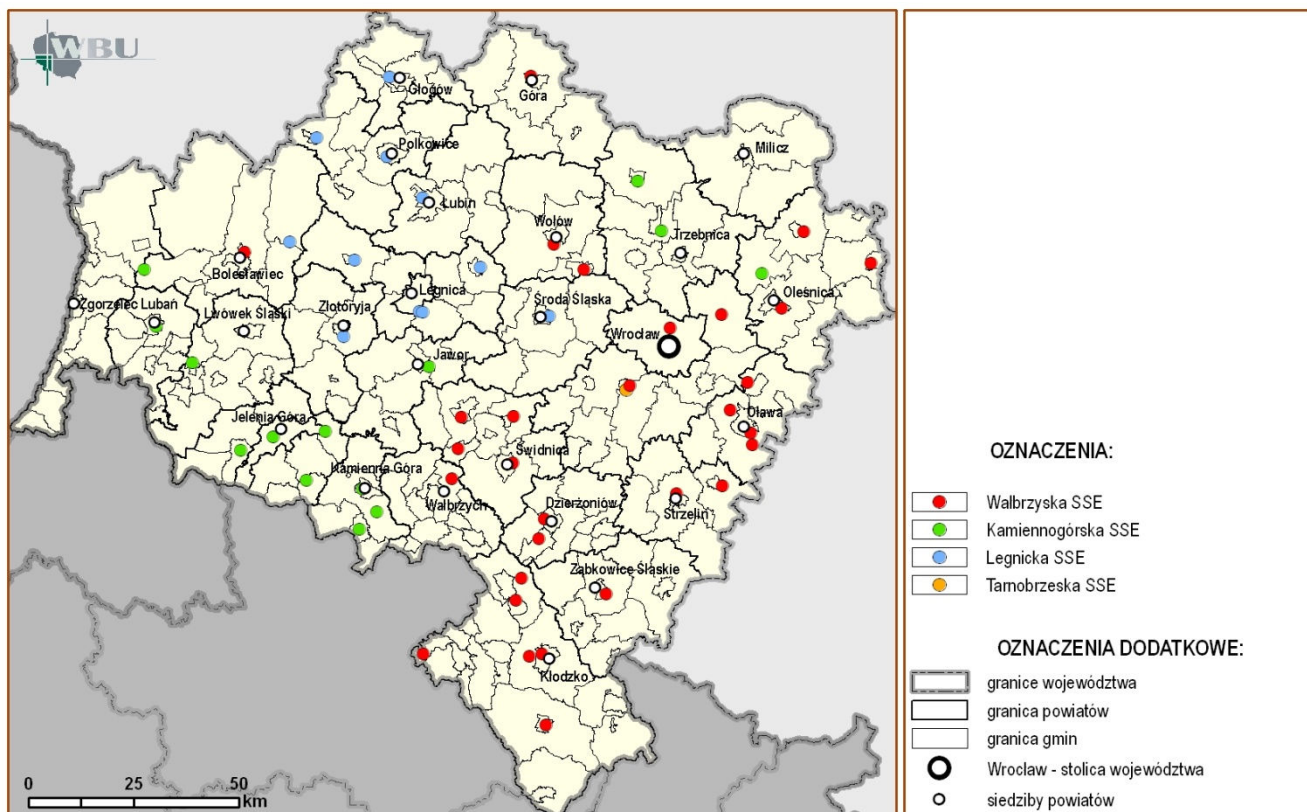 WBU
Głogów
Góra
Polkowice
Milicz
Lubin
Wołów
Trzebnica
Bolesławiec
Oleśnica
Legnica
Zgorzelec
Lubań
Lwówek Śląski
Złotoryja
Środa Śląska
Wrocław
Jawor
Jelenia Góra
Oława
Świdnica
Kamienna Góra
Wałbrzych
Dzierżoniów
Strzelin
Ząbkowice Śląskie
Kłodzko
0 25 50
km
OZNACZENIA:
Wałbrzyska SSE
Kamiennogórska SSE
Legnicka SSE
Tarnobrzeska SSE
OZNACZENIA DODATKOWE:
granice województwa
granica powiatów
granica gmin
Wrocław - stolica województwa
siedziby powiatów